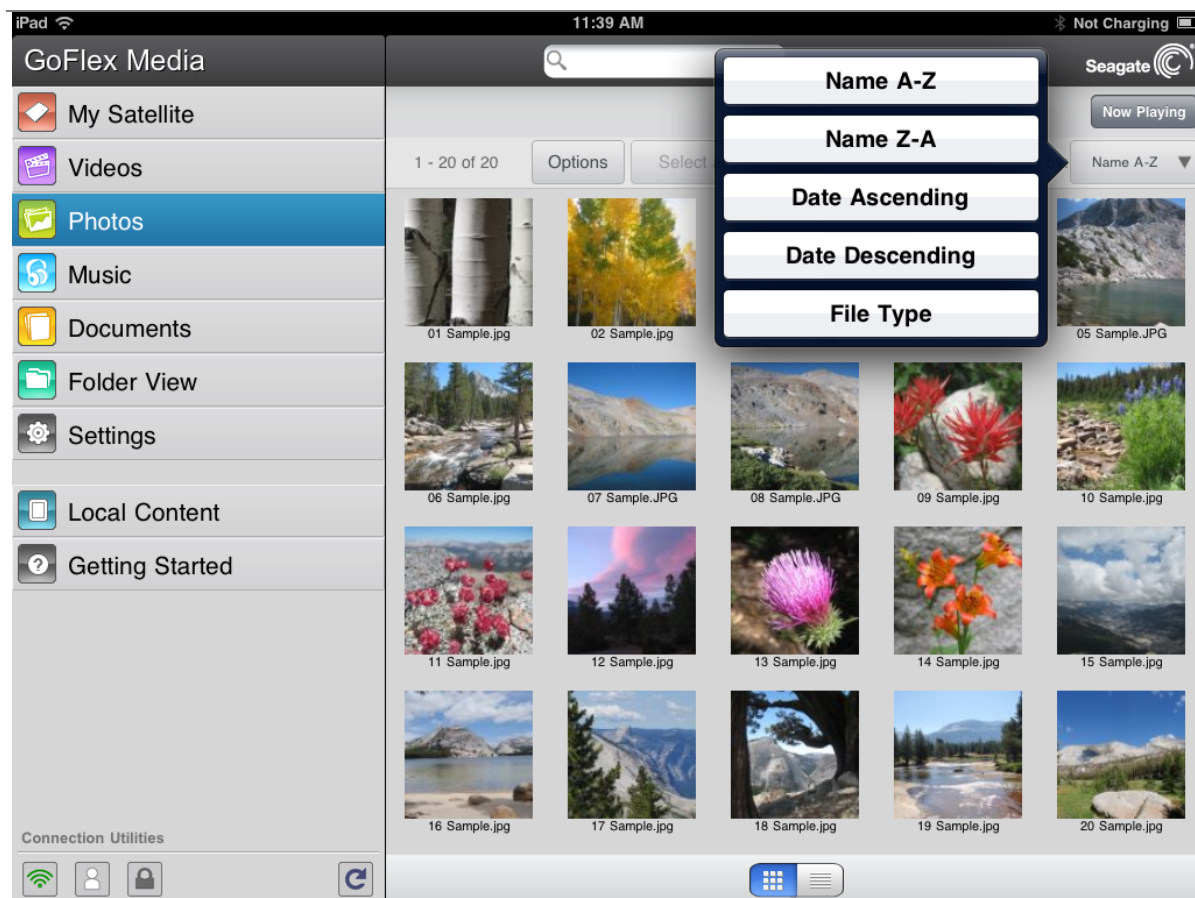 iPad 11:39 AM Not Charging
GoFlex Media
Seagate
My Satellite
Videos
Photos
Music
Documents
Folder View
Settings
Local Content
Getting Started
Connection Utilities
Now Playing
1 - 20 of 20 Options Select Name A-Z
Name A-Z
Name Z-A
Date Ascending
Date Descending
File Type
01 Sample.jpg 02 Sample.jpg 05 Sample.JPG
06 Sample.jpg 07 Sample.JPG 08 Sample.JPG 09 Sample.jpg 10 Sample.jpg
11 Sample.jpg 12 Sample.jpg 13 Sample.jpg 14 Sample.jpg 15 Sample.jpg
16 Sample.jpg 17 Sample.jpg 18 Sample.jpg 19 Sample.jpg 20 Sample.jpg